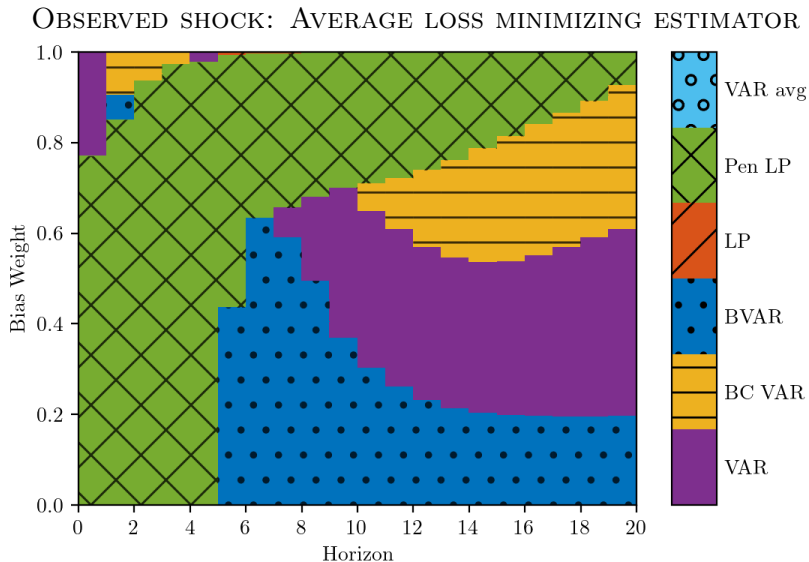 Observed shock: Average loss minimizing estimator
1.0
0.8
0.6
0.4
0.2
0.0
Bias Weight
0 2 4 6 8 10 12 14 16 18 20
Horizon
VAR avg
Pen LP
LP
BVAR
BC VAR
VAR